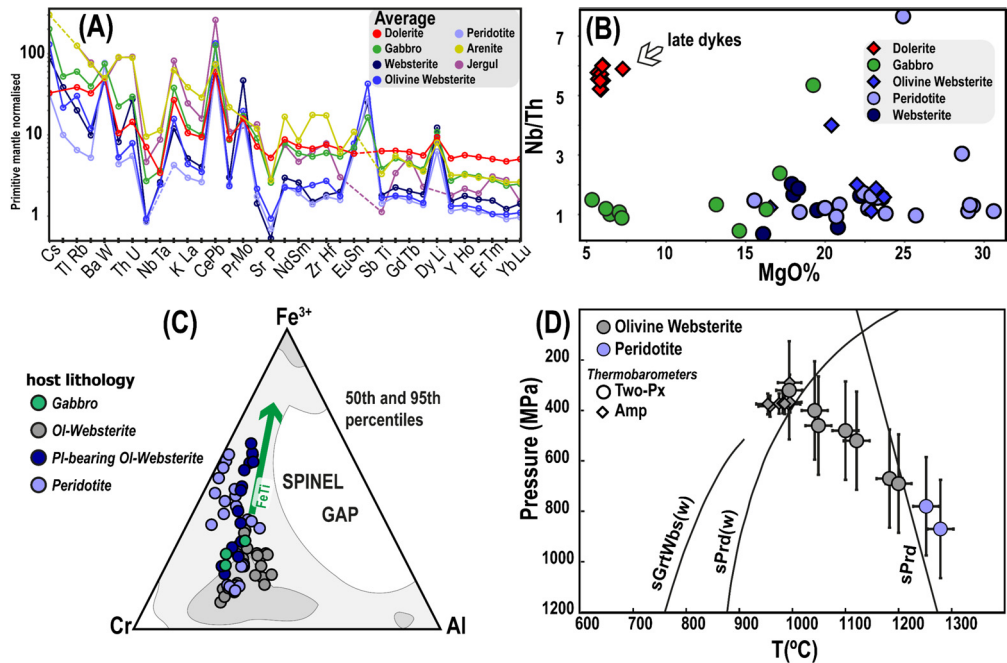 (A)
Average
Dolerite
Gabbro
Websterite
Olivine Websterite
Peridotite
Arenite
Jergul
Primitive mantle normalised
100
10
1
Cs Tl Rb Ba W Th U Nb Ta K La Ce Pb Pr Mo Sr P Nd Sm Zr Hf Eu Sn Sb Ti Gd Tb Dy Li Y Ho Er Tm Yb Lu
(B)
late dykes
Dolerite
Gabbro
Olivine Websterite
Peridotite
Websterite
Nb/Th
7
5
3
2
1
5 10 15 20 25 30
MgO%
(C)
Fe3+
host lithology
Gabbro
Ol-Websterite
Pl-bearing Ol-Websterite
Peridotite
50th and 95th
percentiles
SPINEL
GAP
FeTi
Cr
Al
(D)
Olivine Websterite
Peridotite
Thermobarometers
Two-Px
Amp
Pressure (MPa)
200
400
600
800
1000
1200
sGrtWbs(w)
sPrd(w)
sPrd
600 700 800 900 1000 1100 1200 1300
T(ºC)